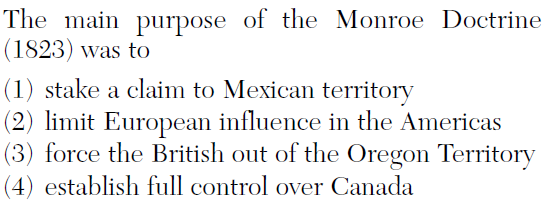 The main purpose of the Monroe Doctrine
(1823) was to
(1) stake a claim to Mexican territory
(2) limit European influence in the Americas
(3) force the British out of the Oregon Territory
(4) establish full control over Canada